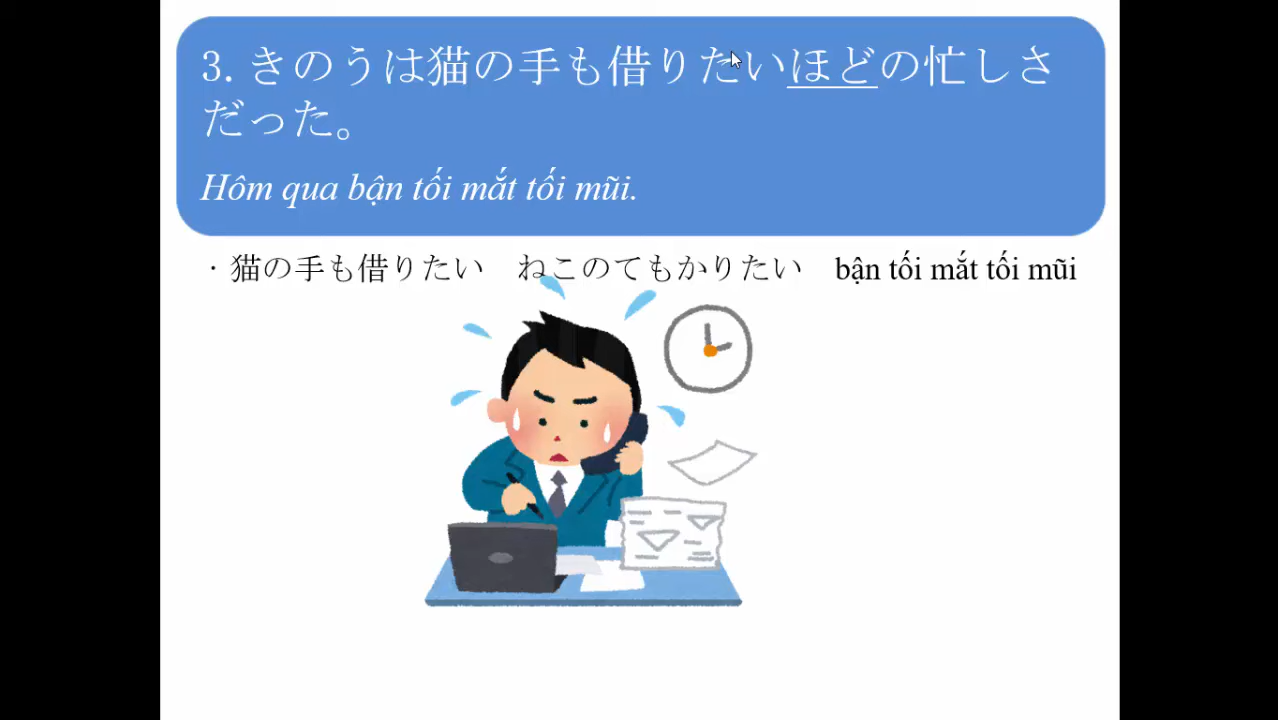 3. きのうは猫の手も借りたいほどの忙しさ
だった。
Hôm qua bận tối mắt tối mũi.
・猫の手も借りたい　ねこのてもかりたい　bận tối mắt tối mũi